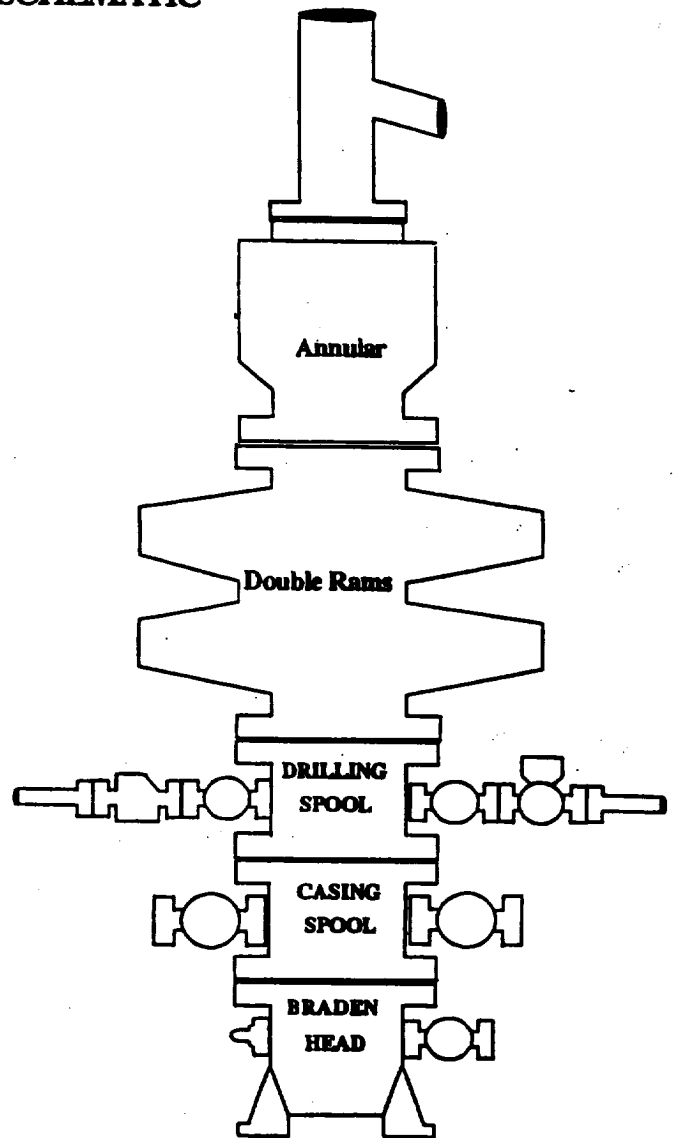 SCHEMATIC
Annular
Double Rams
DRILLING
SPOOL
CASING
SPOOL
BRADEN
HEAD